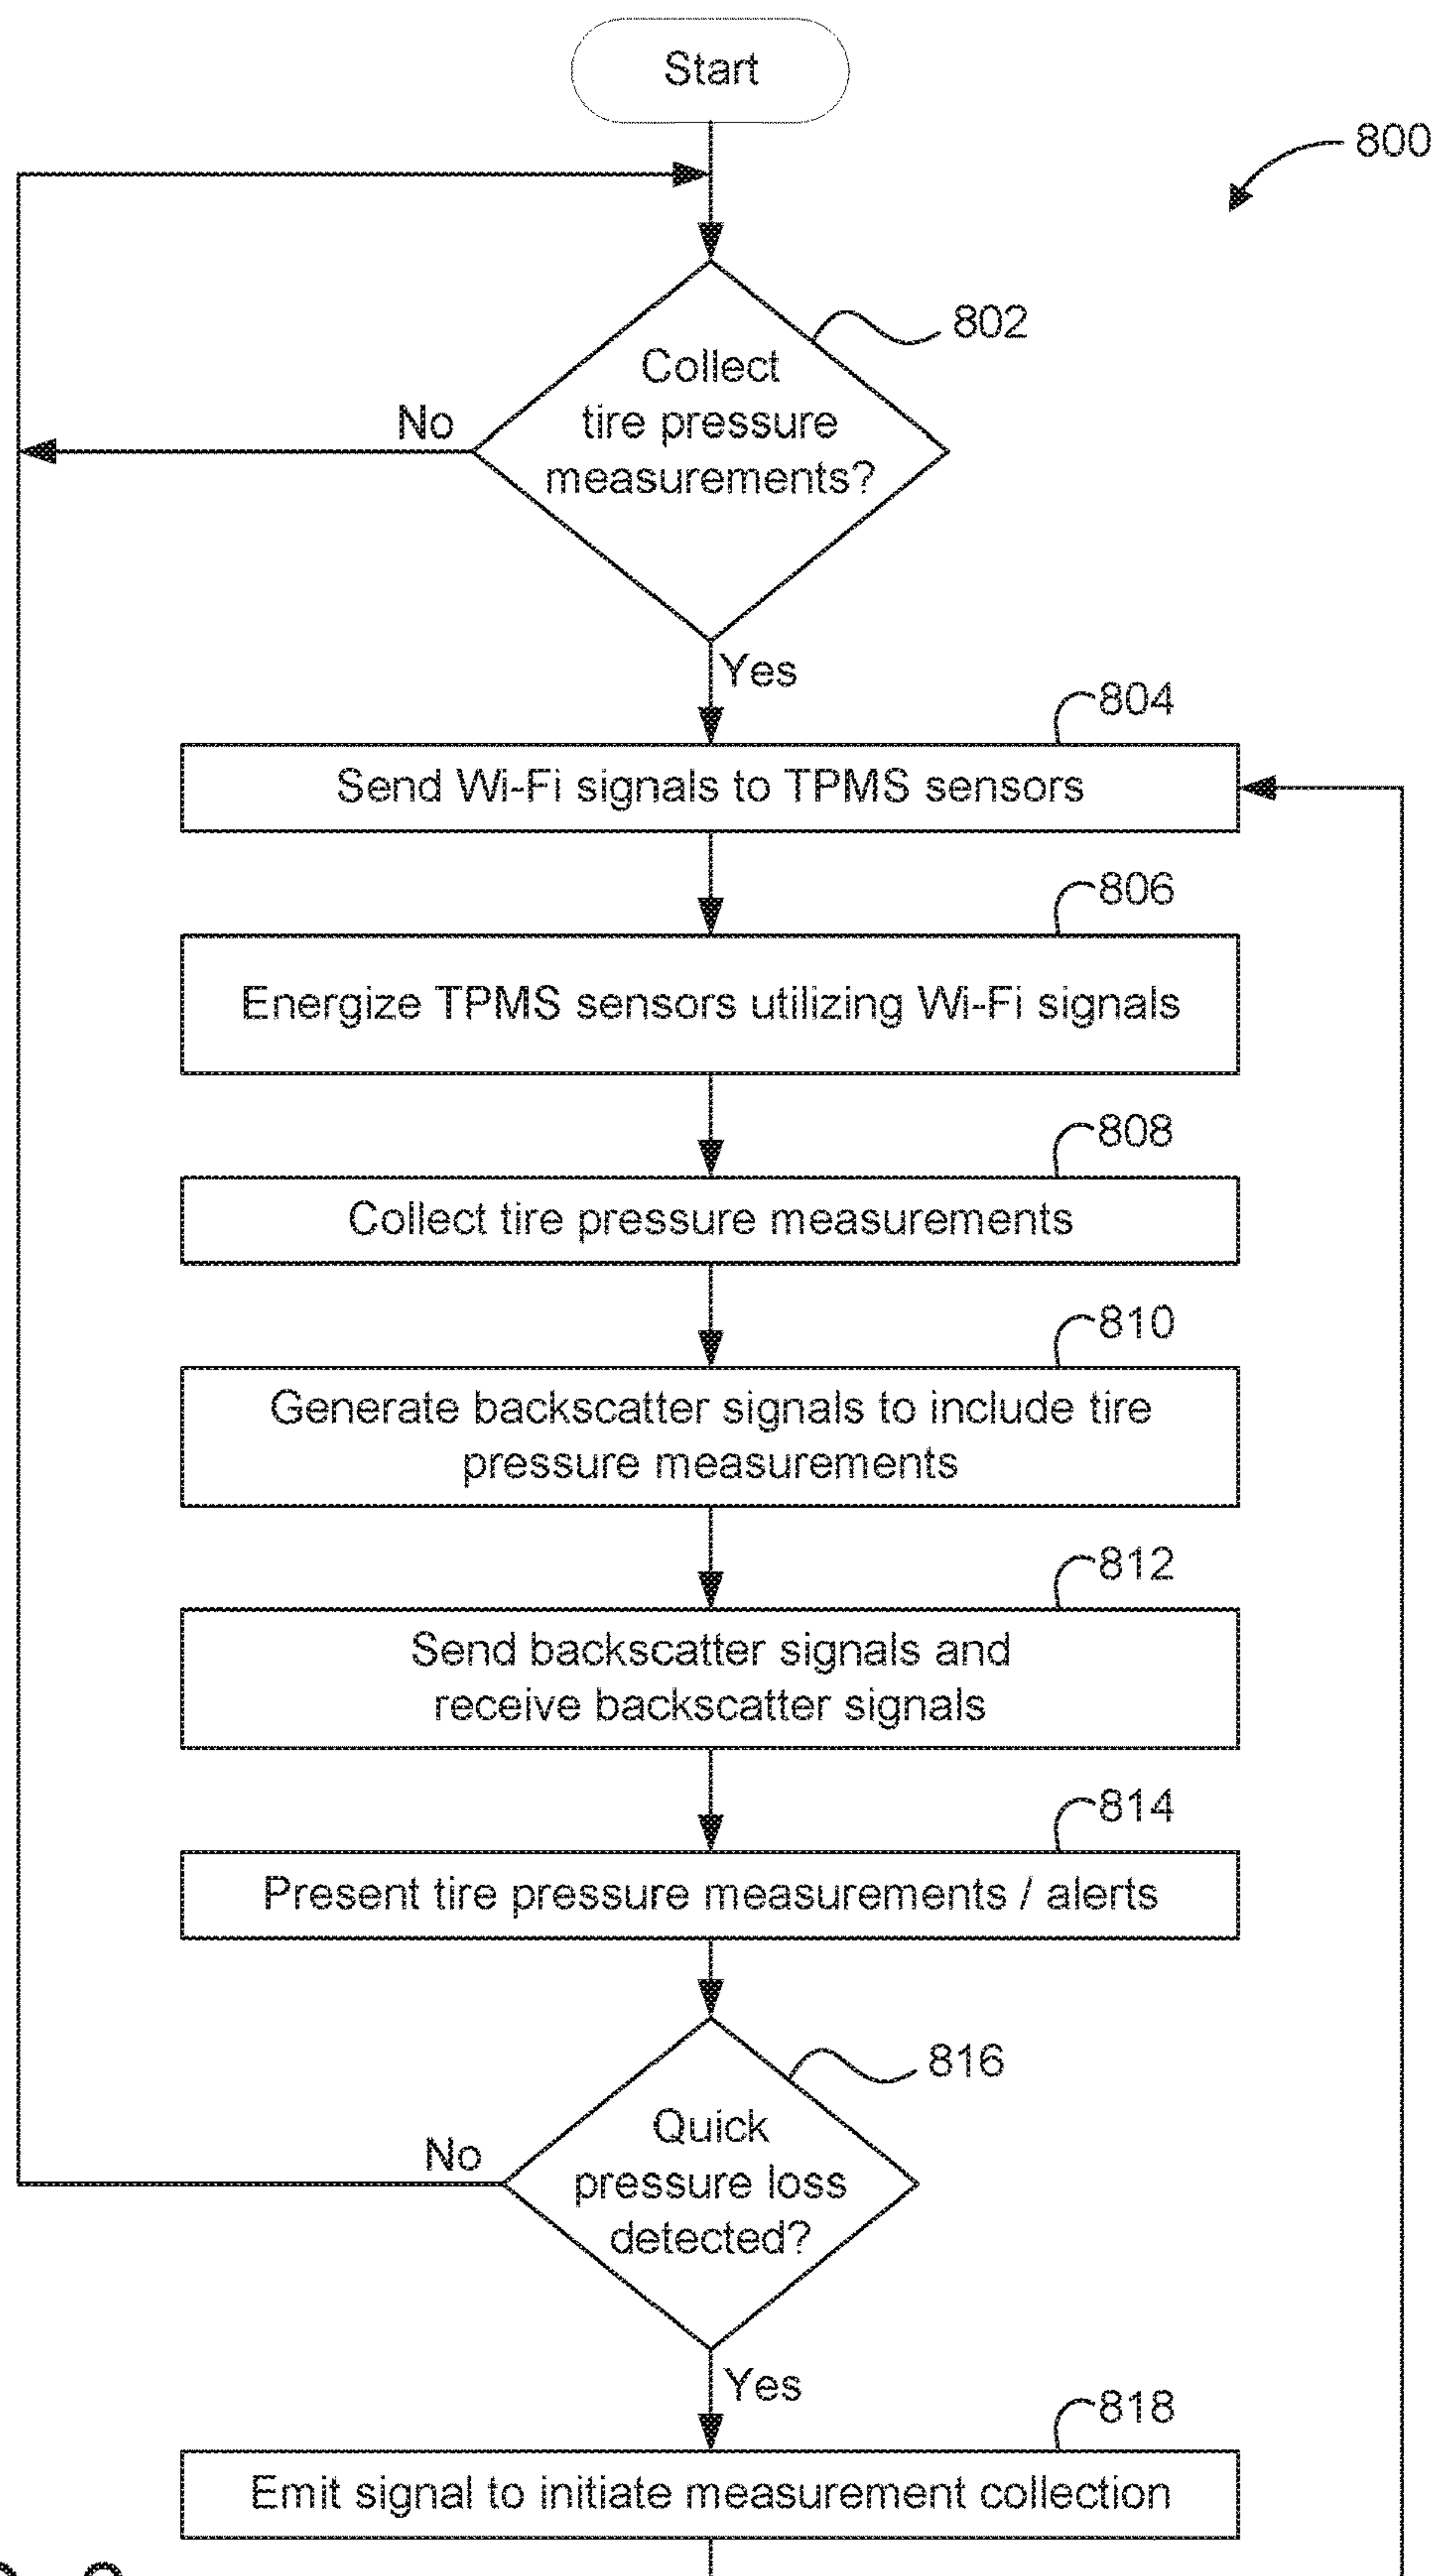 Start
800
802
Collect
tire pressure
measurements?
No
Yes
804
Send Wi-Fi signals to TPMS sensors
806
Energize TPMS sensors utilizing Wi-Fi signals
808
Collect tire pressure measurements
810
Generate backscatter signals to include tire
pressure measurements
812
Send backscatter signals and
receive backscatter signals
814
Present tire pressure measurements / alerts
816
Quick
pressure loss
detected?
No
Yes
818
Emit signal to initiate measurement collection